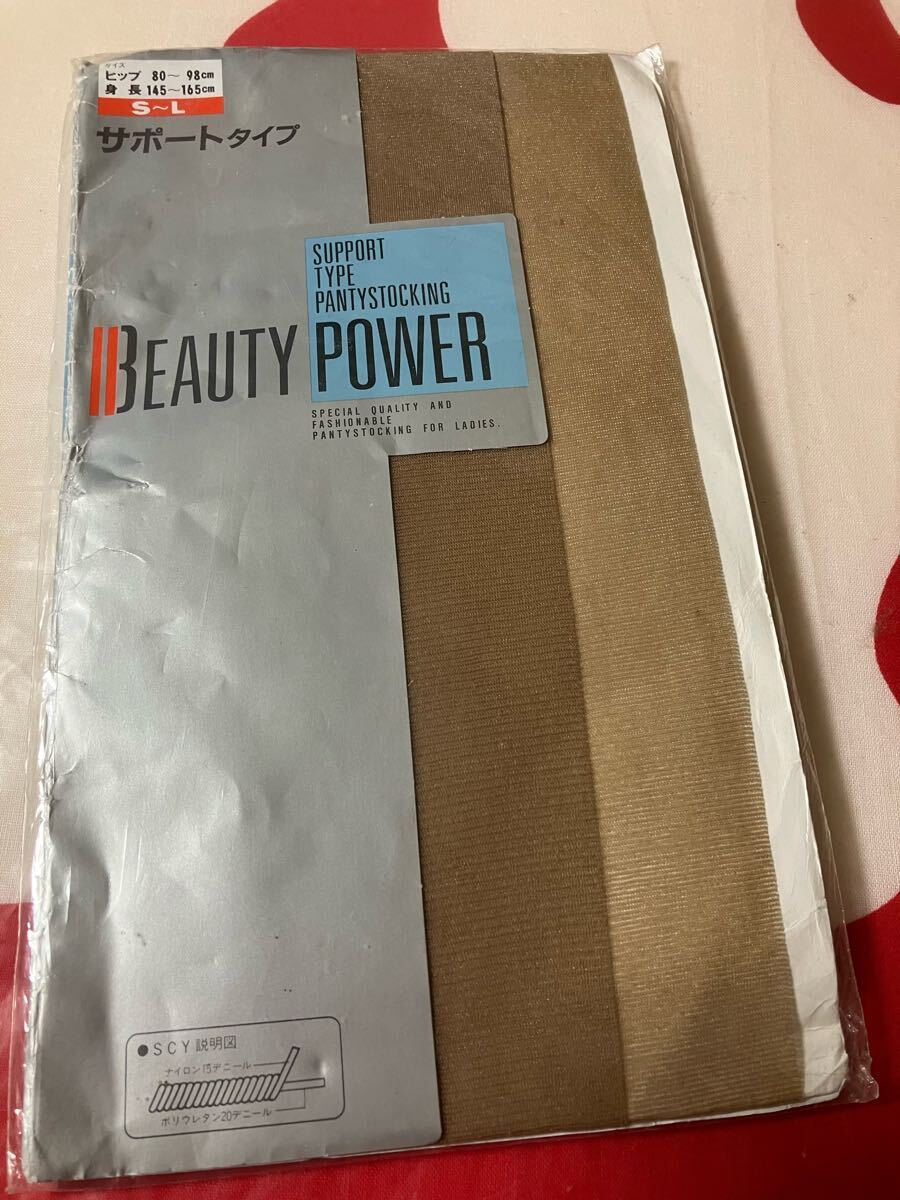 サイズ
ヒップ 80～98cm
身長 145～165cm
S～L
サポートタイプ
SUPPORT
TYPE
PANTYSTOCKING
BEAUTY POWER
SPECIAL QUALITY AND
FASHIONABLE
PANTYSTOCKING FOR LADIES.
●SCY説明図
ナイロン15デニール
ポリウレタン20デニール